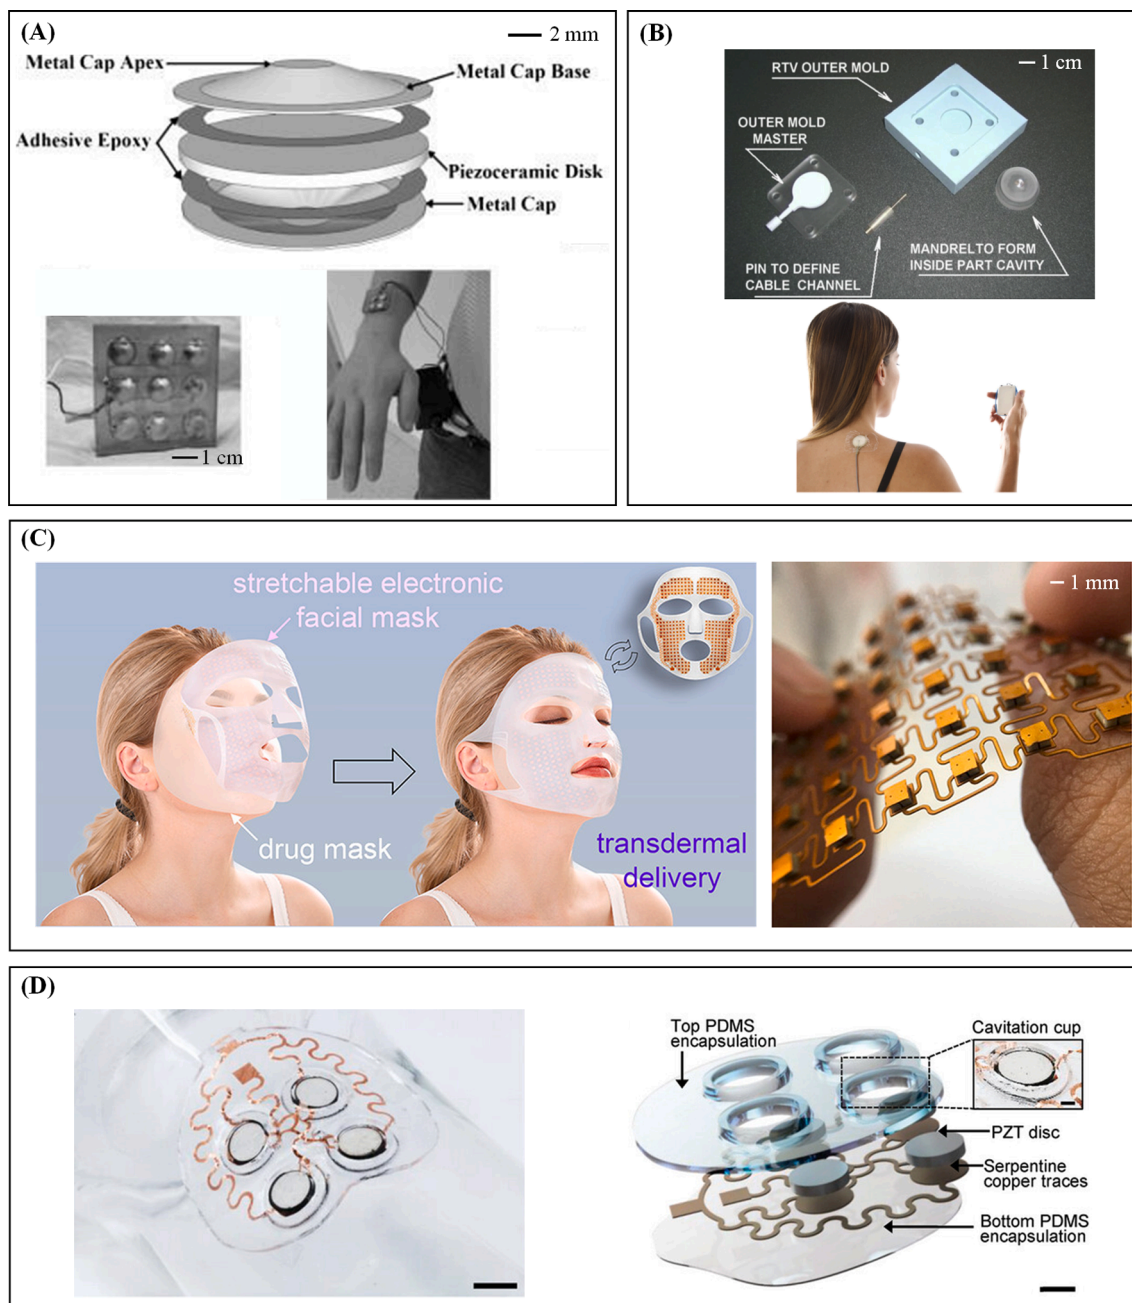 (A)
2 mm
Metal Cap Apex
Metal Cap Base
Adhesive Epoxy
Piezoceramic Disk
Metal Cap
1 cm
(B)
1 cm
RTV OUTER MOLD
OUTER MOLD
MASTER
MANDRELTO FORM
INSIDE PART CAVITY
PIN TO DEFINE
CABLE CHANNEL
(C)
stretchable electronic
facial mask
drug mask
transdermal
delivery
1 mm
(D)
Top PDMS
encapsulation
Cavitation cup
PZT disc
Serpentine
copper traces
Bottom PDMS
encapsulation